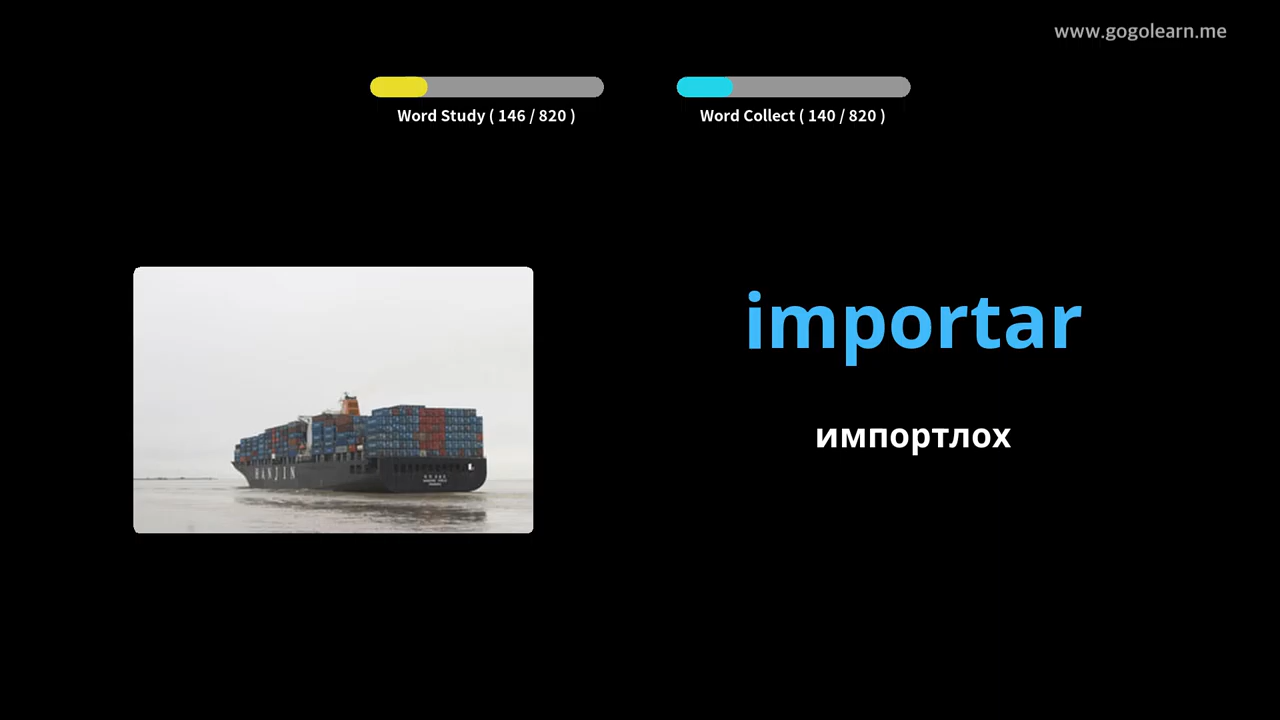 www.gogolearn.me
Word Study ( 146 / 820 )
Word Collect ( 140 / 820 )
importar
импортлох
HANJIN